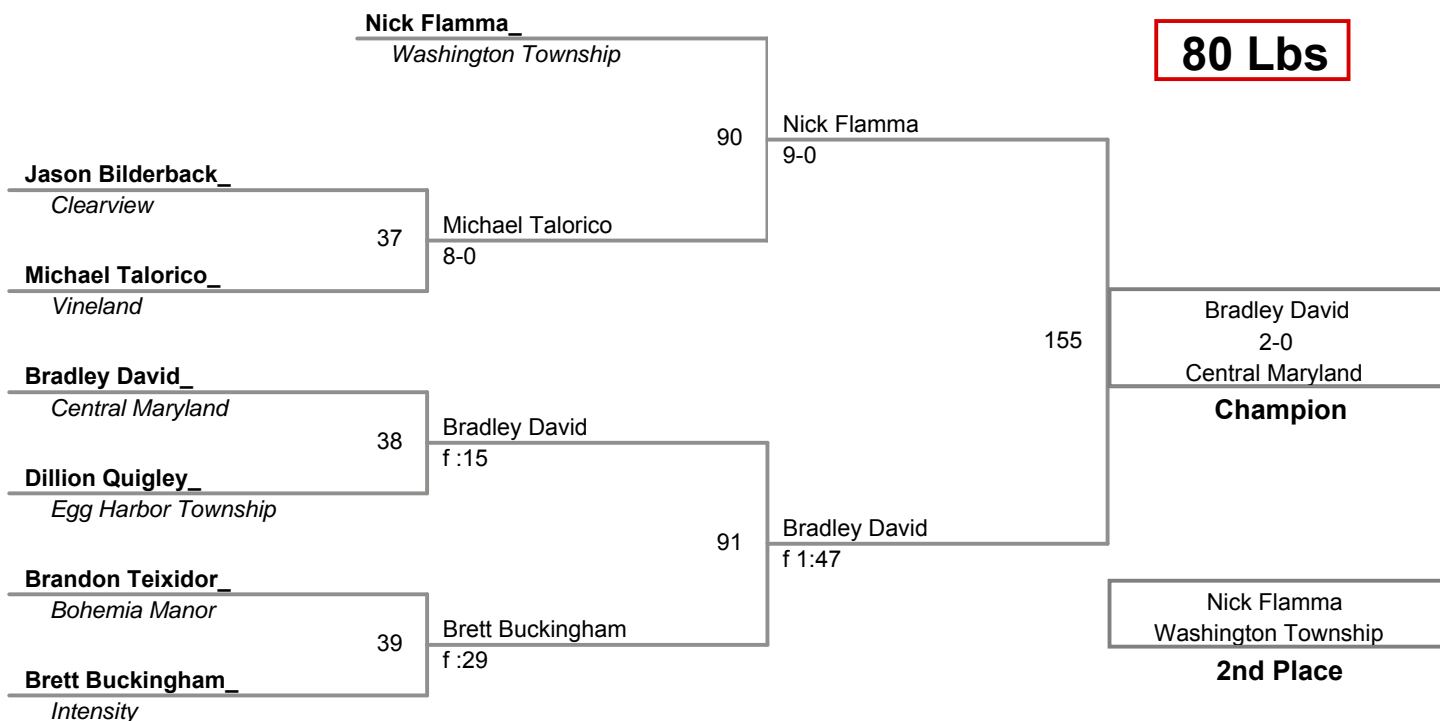 Nick Flamma_
Washington Township
80 Lbs
90
Nick Flamma
9-0
Jason Bilderback_
Clearview
37
Michael Talorico
8-0
Michael Talorico_
Vineland
155
Bradley David
2-0
Central Maryland
Champion
Bradley David_
Central Maryland
38
Bradley David
f :15
Dillion Quigley_
Egg Harbor Township
91
Bradley David
f 1:47
Brandon Teixidor_
Bohemia Manor
39
Brett Buckingham
f :29
Brett Buckingham_
Intensity
Nick Flamma
Washington Township
2nd Place